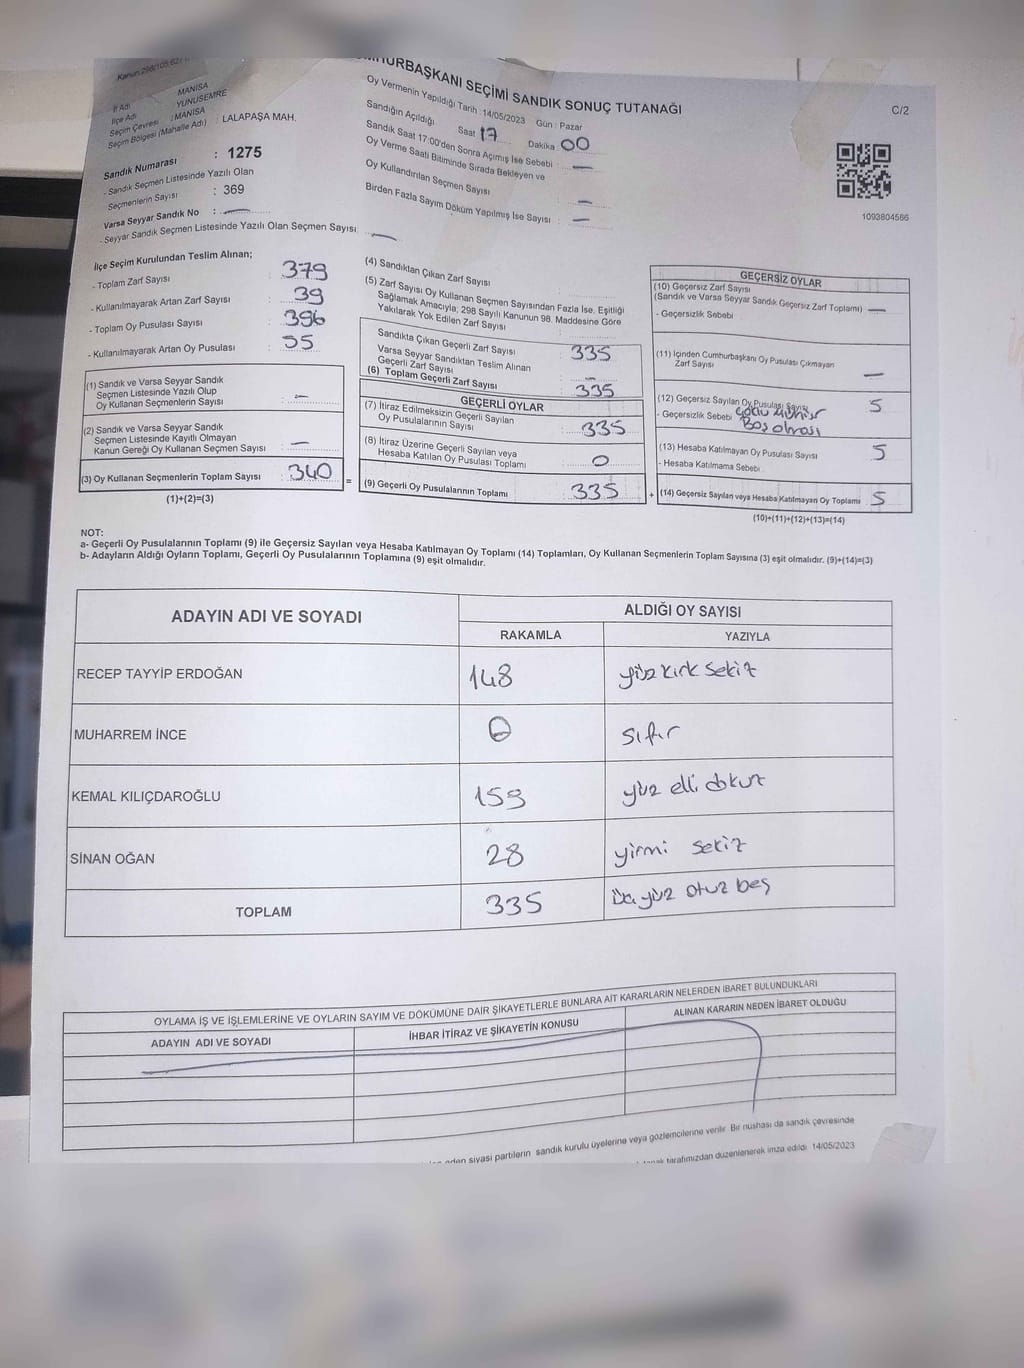 Kanun 298/105
MHURBAŞKANI SEÇİMİ SANDIK SONUÇ TUTANAĞI
C/2
İl Adı : MANİSA
İlçe Adı : YUNUSEMRE
Seçim Çevresi : MANİSA
Seçim Bölgesi (Mahalle Adı) : LALAPAŞA MAH.
Sandık Numarası : 1275
- Sandık Seçmen Listesinde Yazılı Olan
Seçmenlerin Sayısı : 369
Varsa Seyyar Sandık No : —
- Seyyar Sandık Seçmen Listesinde Yazılı Olan Seçmen Sayısı —
Oy Vermenin Yapıldığı Tarih : 14/05/2023 Gün : Pazar
Sandığın Açıldığı Saat 17 Dakika 00
Sandık Saat 17:00'den Sonra Açımış İse Sebebi : —
Oy Verme Saati Bitiminde Sırada Bekleyen ve
Oy Kullandırılan Seçmen Sayısı —
Birden Fazla Sayım Döküm Yapılmış İse Sayısı : —
1093804586
İlçe Seçim Kurulundan Teslim Alınan;
- Toplam Zarf Sayısı : 379
- Kullanılmayarak Artan Zarf Sayısı : 39
- Toplam Oy Pusulası Sayısı : 396
- Kullanılmayarak Artan Oy Pusulası : 55
(1) Sandık ve Varsa Seyyar Sandık
Seçmen Listesinde Yazılı Olup
Oy Kullanan Seçmenlerin Sayısı : —
(2) Sandık ve Varsa Seyyar Sandık
Seçmen Listesinde Kayıtlı Olmayan
Kanun Gereği Oy Kullanan Seçmen Sayısı : —
(3) Oy Kullanan Seçmenlerin Toplam Sayısı : 340
(1)+(2)=(3)
(4) Sandıktan Çıkan Zarf Sayısı
(5) Zarf Sayısı Oy Kullanan Seçmen Sayısından Fazla İse, Eşitliği
Sağlamak Amacıyla, 298 Sayılı Kanunun 98. Maddesine Göre
Yakılarak Yok Edilen Zarf Sayısı
Sandıkta Çıkan Geçerli Zarf Sayısı : 335
Varsa Seyyar Sandıktan Teslim Alınan
Geçerli Zarf Sayısı : —
(6) Toplam Geçerli Zarf Sayısı 335
GEÇERLİ OYLAR
(7) İtiraz Edilmeksizin Geçerli Sayılan
Oy Pusulalarının Sayısı : 335
(8) İtiraz Üzerine Geçerli Sayılan veya
Hesaba Katılan Oy Pusulası Toplamı : 0
= (9) Geçerli Oy Pusulalarının Toplamı 335
GEÇERSİZ OYLAR
(10) Geçersiz Zarf Sayısı
(Sandık ve Varsa Seyyar Sandık Geçersiz Zarf Toplamı) —
- Geçersizlik Sebebi
(11) İçinden Cumhurbaşkanı Oy Pusulası Çıkmayan
Zarf Sayısı —
(12) Geçersiz Sayılan Oy Pusulası Sayısı 5
- Geçersizlik Sebebi
Boş olması
(13) Hesaba Katılmayan Oy Pusulası Sayısı 5
- Hesaba Katılmama Sebebi
+ (14) Geçersiz Sayılan veya Hesaba Katılmayan Oy Toplamı 5
(10)+(11)+(12)+(13)=(14)
NOT:
a- Geçerli Oy Pusulalarının Toplamı (9) ile Geçersiz Sayılan veya Hesaba Katılmayan Oy Toplamı (14) Toplamları, Oy Kullanan Seçmenlerin Toplam Sayısına (3) eşit olmalıdır. (9)+(14)=(3)
b- Adayların Aldığı Oyların Toplamı, Geçerli Oy Pusulalarının Toplamına (9) eşit olmalıdır.
ADAYIN ADI VE SOYADI
ALDIĞI OY SAYISI
RAKAMLA YAZIYLA
RECEP TAYYİP ERDOĞAN 148 yüz kırk sekiz
MUHARREM İNCE 0 sıfır
KEMAL KILIÇDAROĞLU 159 yüz elli dokuz
SİNAN OĞAN 28 yirmi sekiz
TOPLAM 335 üç yüz otuz beş
OYLAMA İŞ VE İŞLEMLERİNE VE OYLARIN SAYIM VE DÖKÜMÜNE DAİR ŞİKAYETLERLE BUNLARA AİT KARARLARIN NELERDEN İBARET BULUNDUKLARI
ADAYIN ADI VE SOYADI İHBAR İTİRAZ VE ŞİKAYETİN KONUSU ALINAN KARARIN NEDEN İBARET OLDUĞU
eden siyasi partilerin sandık kurulu üyelerine veya gözlemcilerine verilir. Bir nüshası da sandık çevresinde
tutanak tarafımızdan düzenlenerek imza edildi 14/05/2023